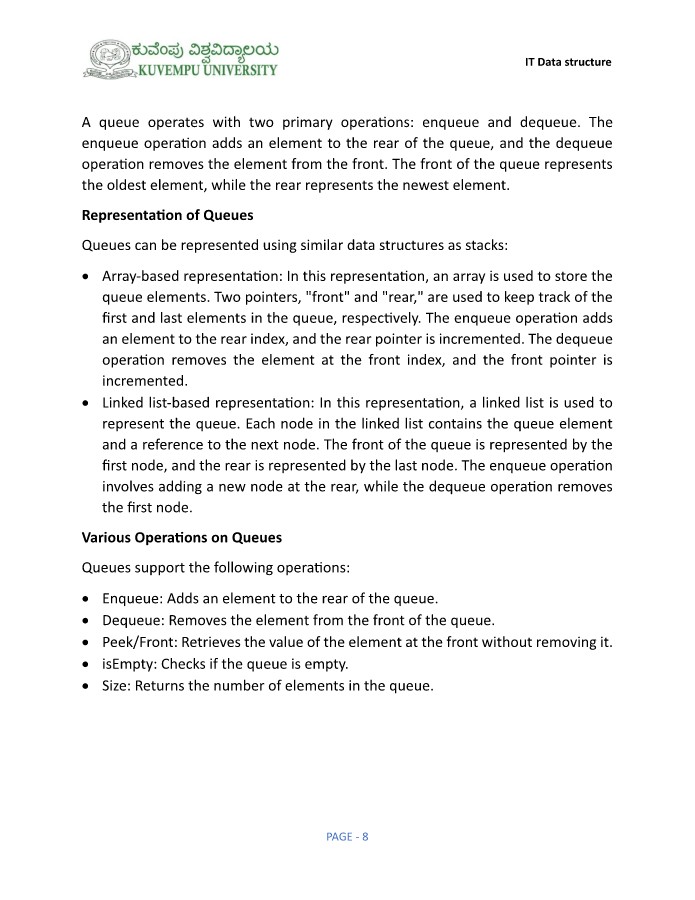 ಕುವೆಂಪು ವಿಶ್ವವಿದ್ಯಾಲಯ
KUVEMPU UNIVERSITY
IT Data structure
A queue operates with two primary operations: enqueue and dequeue. The
enqueue operation adds an element to the rear of the queue, and the dequeue
operation removes the element from the front. The front of the queue represents
the oldest element, while the rear represents the newest element.
Representation of Queues
Queues can be represented using similar data structures as stacks:
• Array-based representation: In this representation, an array is used to store the
queue elements. Two pointers, "front" and "rear," are used to keep track of the
first and last elements in the queue, respectively. The enqueue operation adds
an element to the rear index, and the rear pointer is incremented. The dequeue
operation removes the element at the front index, and the front pointer is
incremented.
• Linked list-based representation: In this representation, a linked list is used to
represent the queue. Each node in the linked list contains the queue element
and a reference to the next node. The front of the queue is represented by the
first node, and the rear is represented by the last node. The enqueue operation
involves adding a new node at the rear, while the dequeue operation removes
the first node.
Various Operations on Queues
Queues support the following operations:
• Enqueue: Adds an element to the rear of the queue.
• Dequeue: Removes the element from the front of the queue.
• Peek/Front: Retrieves the value of the element at the front without removing it.
• isEmpty: Checks if the queue is empty.
• Size: Returns the number of elements in the queue.
PAGE - 8